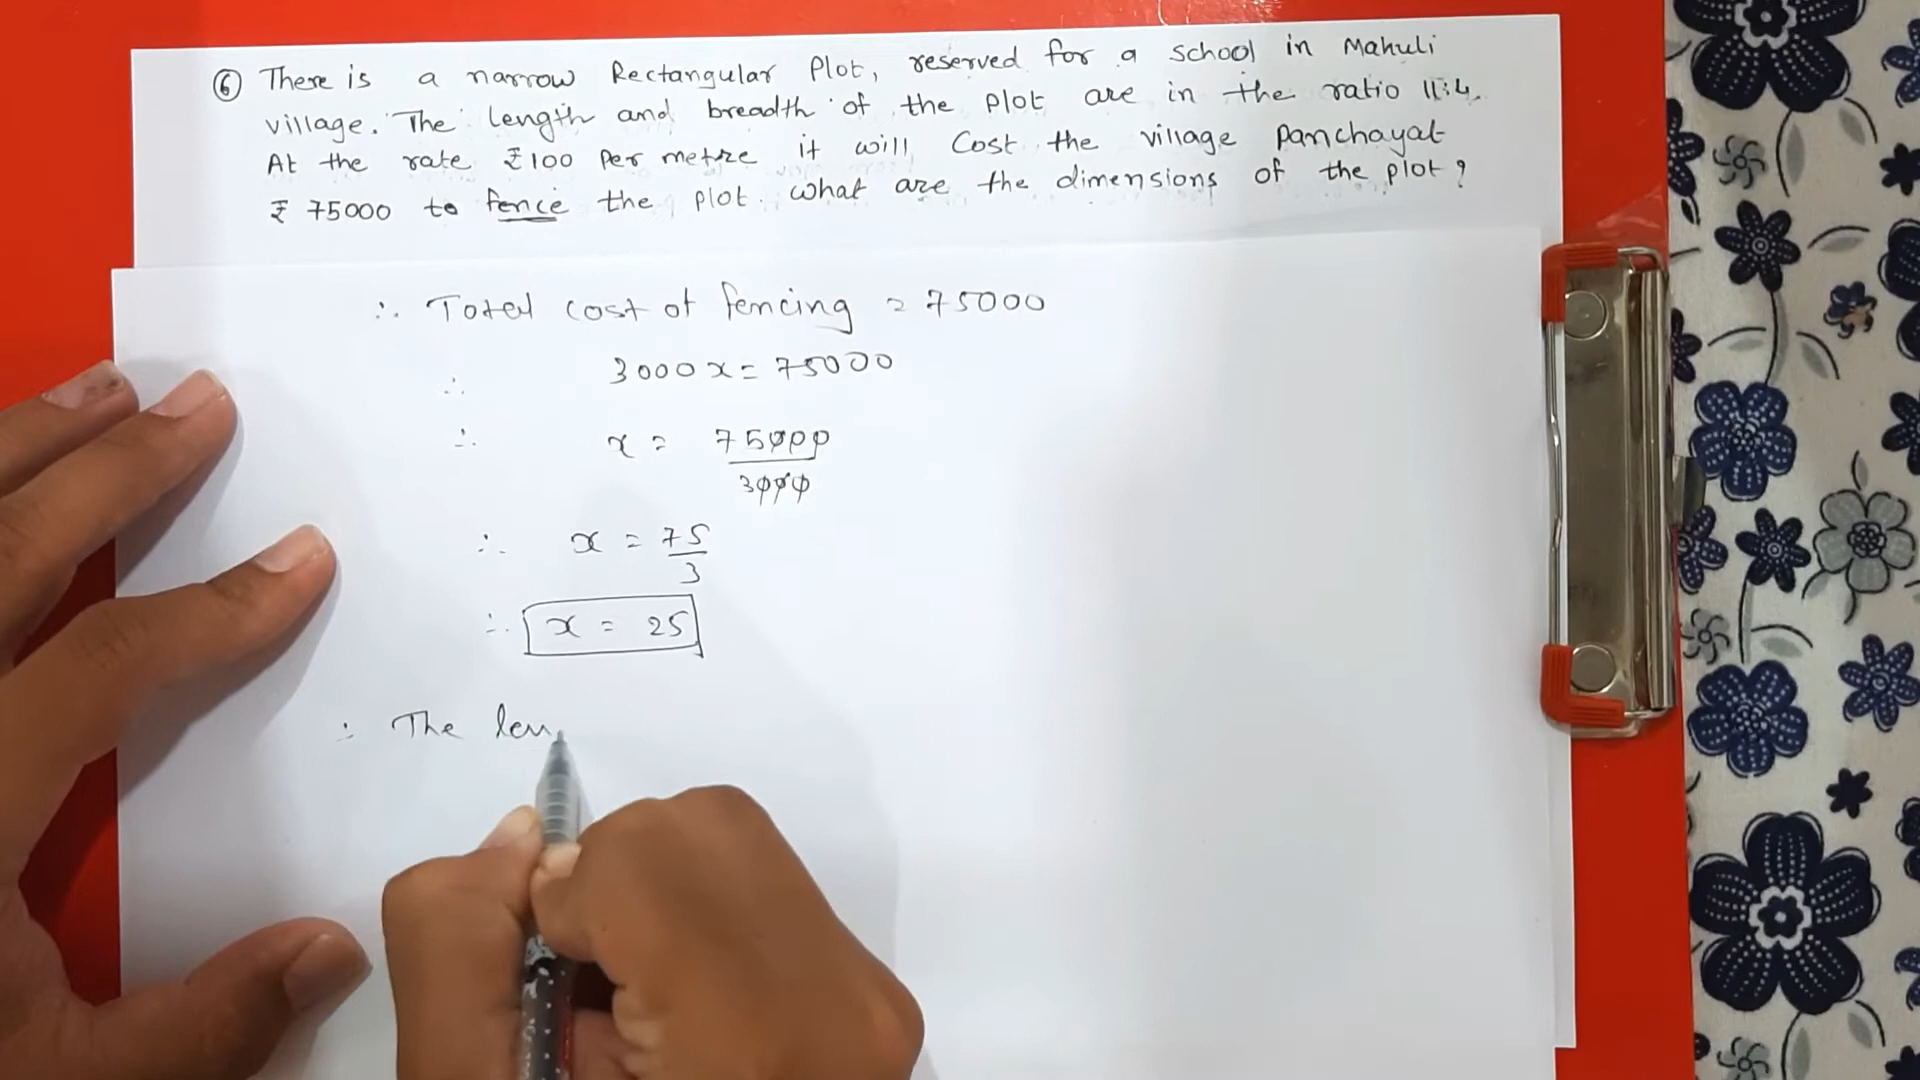 ⑥ There is a narrow Rectangular Plot, reserved for a school in Mahuli
village. The length and breadth of the plot are in the ratio 11:4.
At the rate ₹100 Per metre it will Cost the village Panchayat
₹ 75000 to fence the plot. what are the dimensions of the plot?
∴ Total cost of fencing = 75000
∴ 3000x = 75000
∴ x = 75000/3000
∴ x = 75/3
∴ x = 25
∴ The len